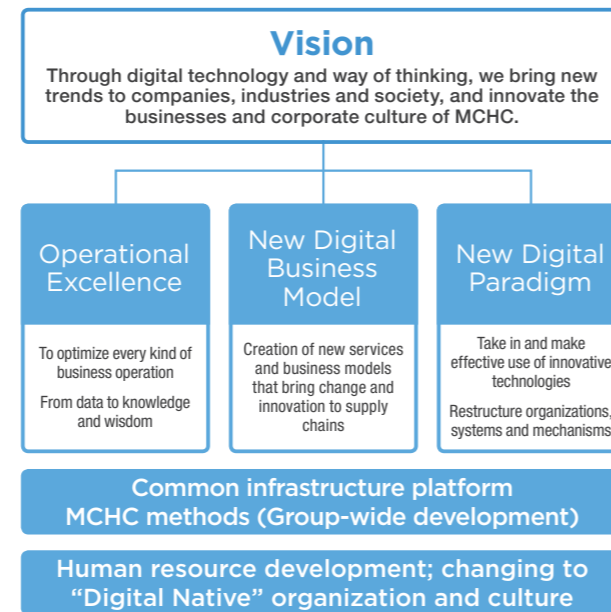 Vision
Through digital technology and way of thinking, we bring new
trends to companies, industries and society, and innovate the
businesses and corporate culture of MCHC.
Operational
Excellence
To optimize every kind of
business operation
From data to knowledge
and wisdom
New Digital
Business
Model
Creation of new services
and business models
that bring change and
innovation to supply
chains
New Digital
Paradigm
Take in and make
effective use of innovative
technologies
Restructure organizations,
systems and mechanisms
Common infrastructure platform
MCHC methods (Group-wide development)
Human resource development; changing to
“Digital Native” organization and culture